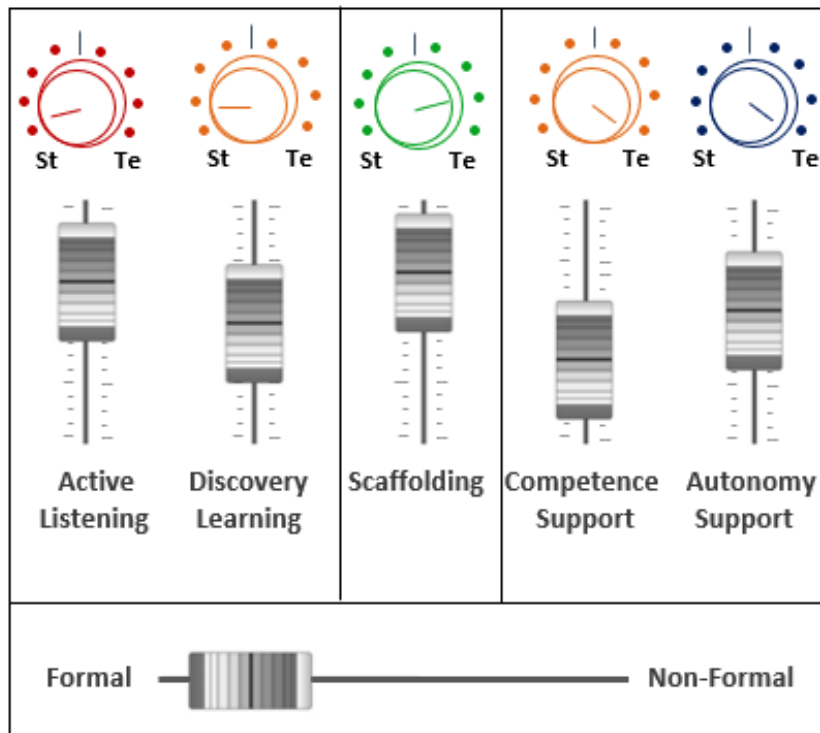 St Te St Te St Te St Te St Te
Active Discovery Scaffolding Competence Autonomy
Listening Learning Support Support
Formal Non-Formal